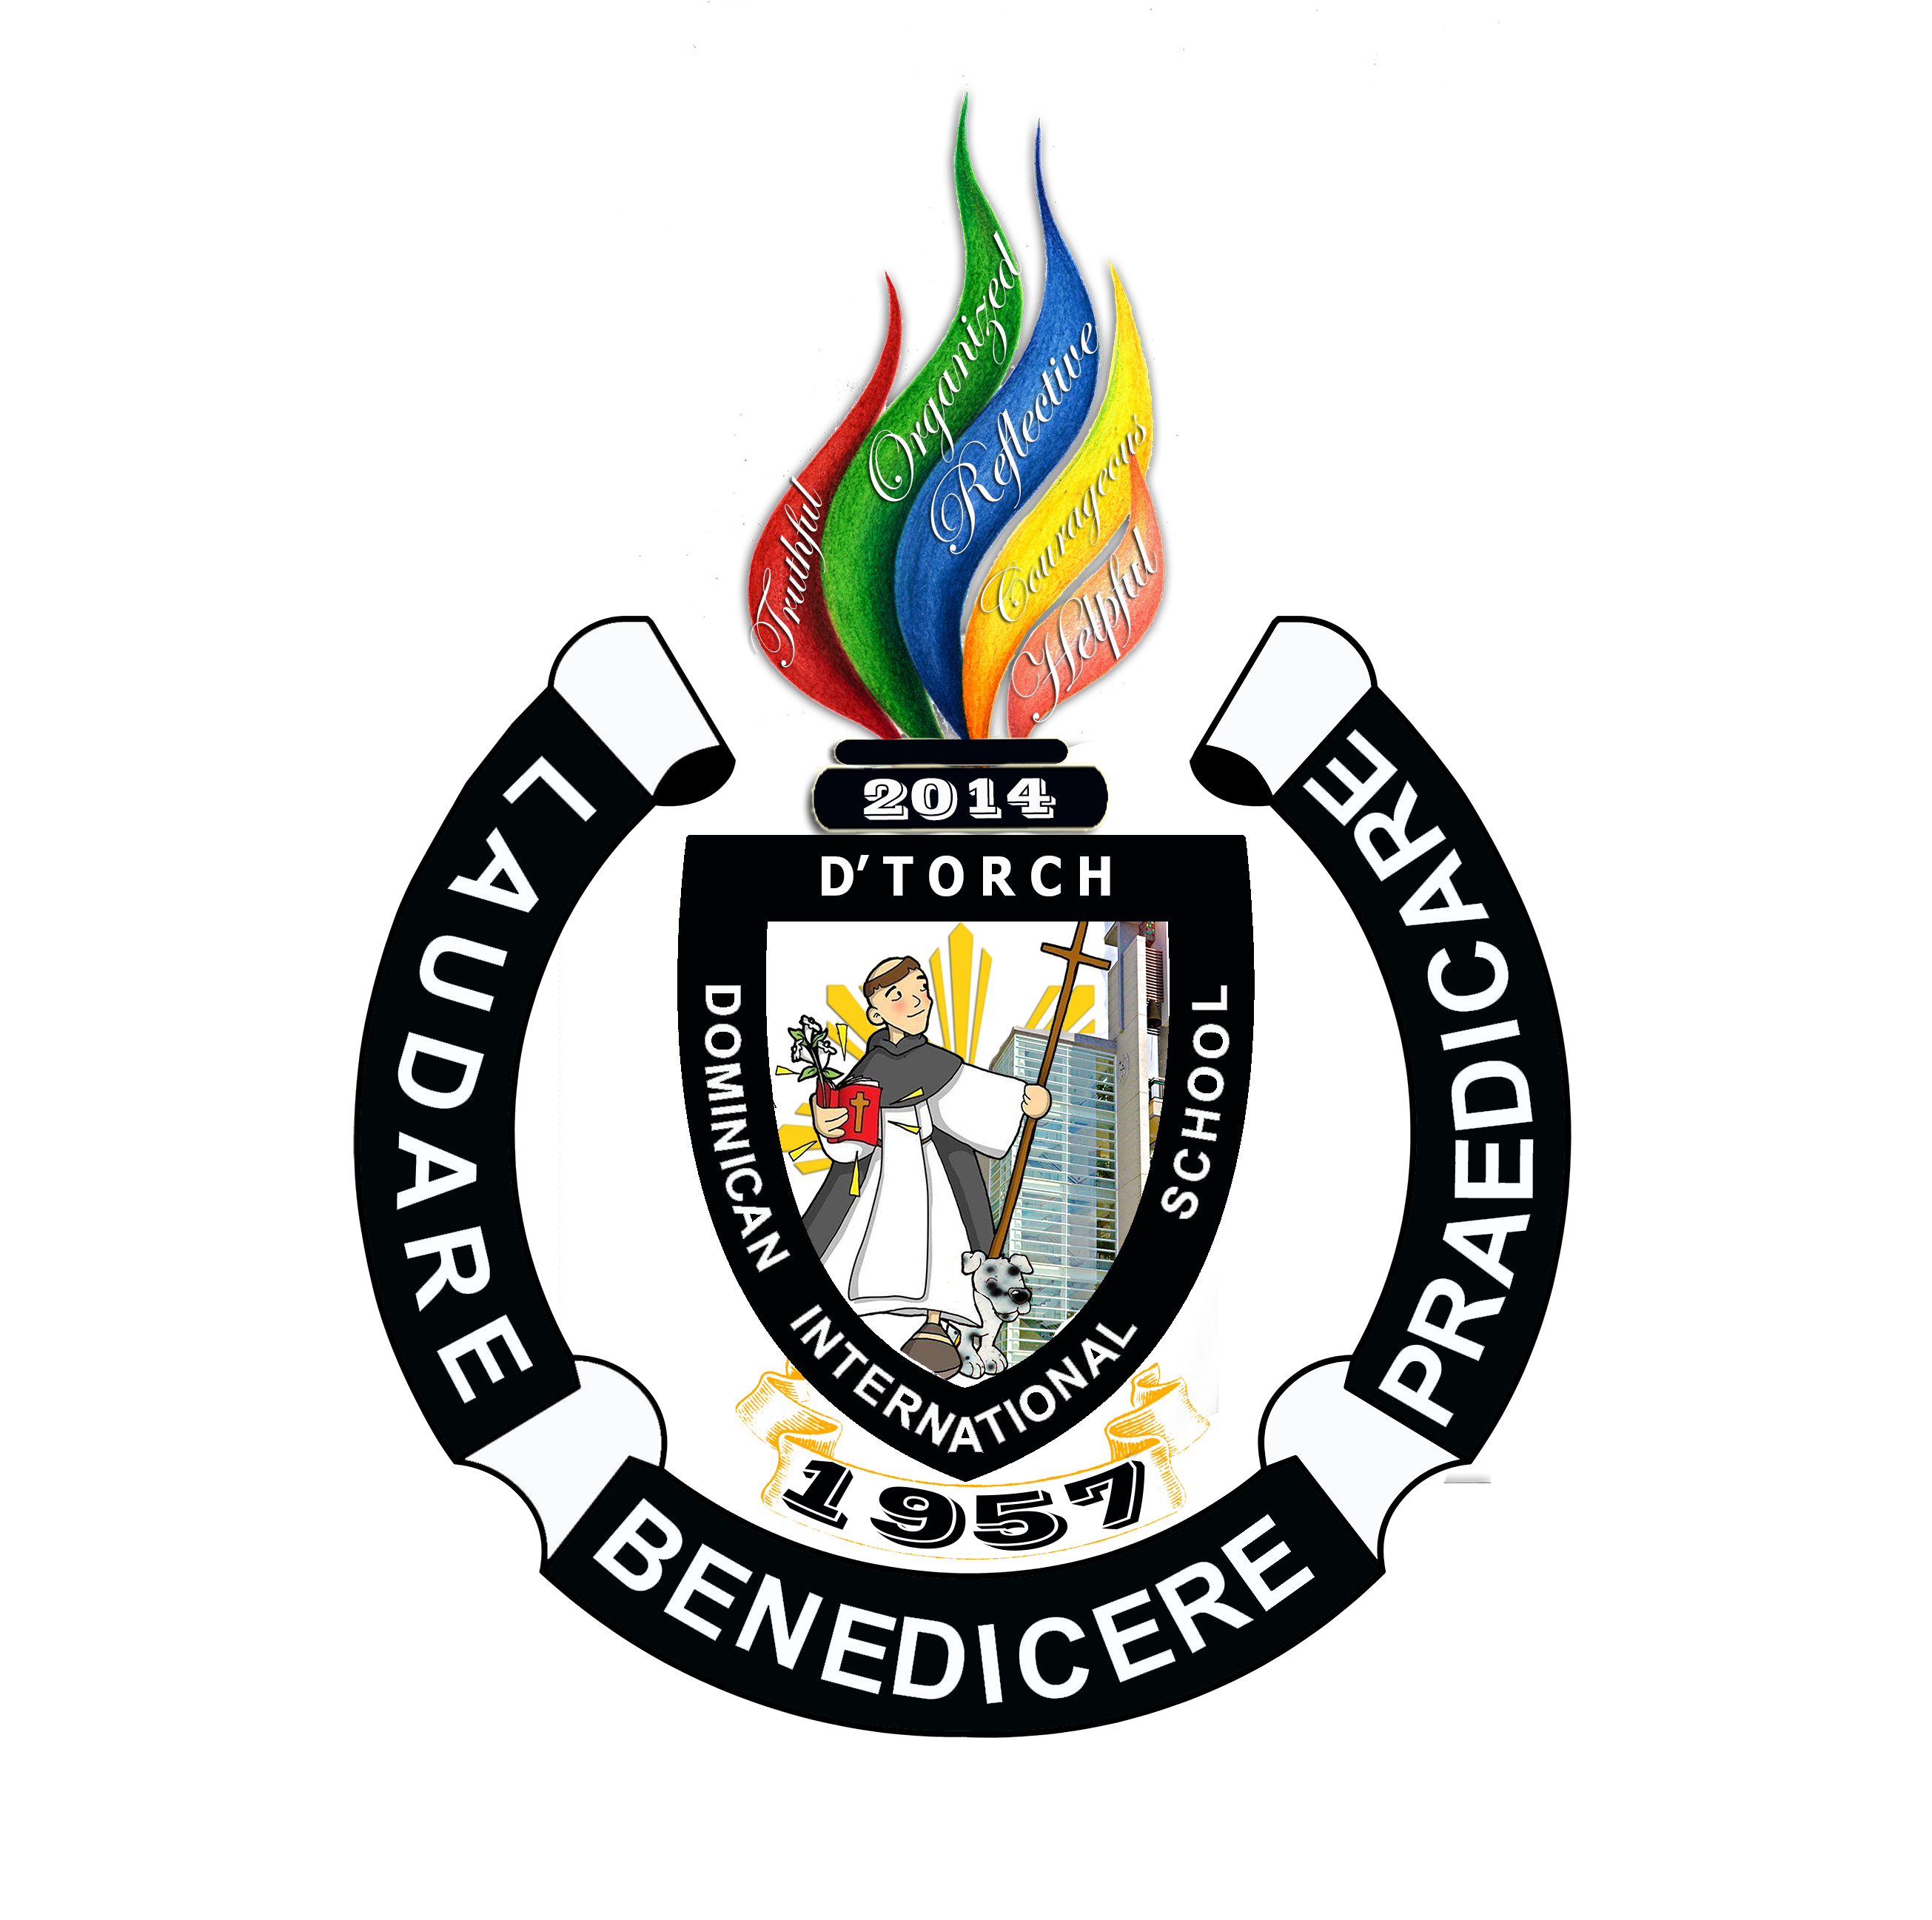 Truthful
Organized
Reflective
Courageous
Helpful
2014
D'TORCH
DOMINICAN INTERNATIONAL SCHOOL
1957
LAUDARE
BENEDICERE
PRAEDICARE